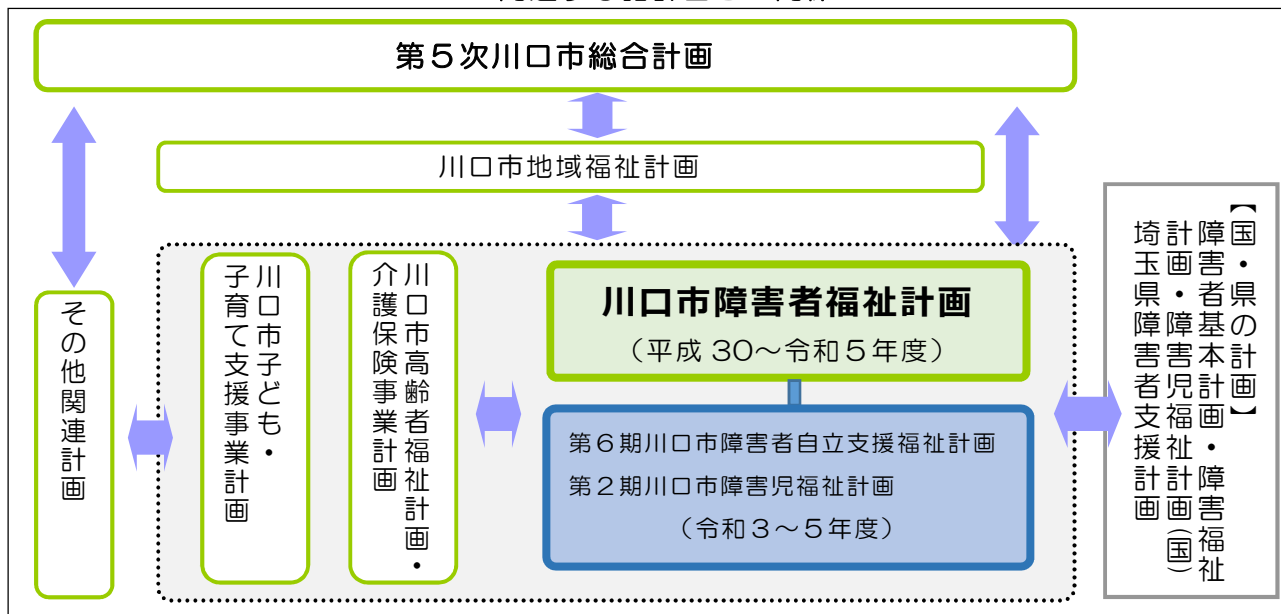 第５次川口市総合計画
川口市地域福祉計画
その他関連計画
川口市子ども・
子育て支援事業計画
川口市高齢者福祉計画・
介護保険事業計画
川口市障害者福祉計画
（平成 30～令和５年度）
第６期川口市障害者自立支援福祉計画
第２期川口市障害児福祉計画
（令和３～５年度）
【国・県の計画】
障害者基本計画・障害福祉
計画・障害児福祉計画（国）
埼玉県障害者支援計画